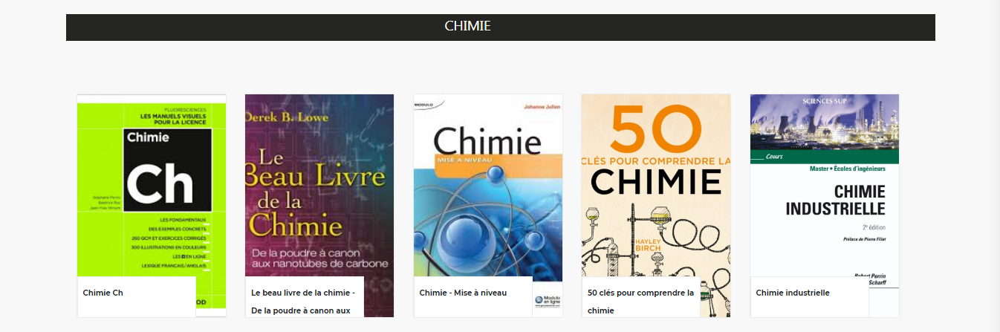 CHIMIE
FLUORESCIENCES
LES MANUELS VISUELS
POUR LA LICENCE
Chimie
Ch
LES FONDAMENTAUX
DES EXEMPLES CONCRETS
260 QCM ET EXERCICES CORRIGÉS
300 ILLUSTRATIONS EN COULEURS
LES + EN LIGNE
LEXIQUE FRANÇAIS/ANGLAIS
OD
Chimie Ch
Derek B. Lowe
Le
Beau Livre
de la
Chimie
De la poudre à canon
aux nanotubes de carbone
Le beau livre de la chimie -
De la poudre à canon aux
MODULO
Johanne Julien
Chimie
MISE À NIVEAU
Modulo
en ligne
Chimie - Mise à niveau
50
CLÉS POUR COMPRENDRE LA
CHIMIE
HAYLEY
BIRCH
50 clés pour comprendre la
chimie
SCIENCES SUP
Cours
Master • Écoles d'ingénieurs
CHIMIE
INDUSTRIELLE
2e édition
Préface de Pierre Fillet
Robert Perrin
Scharff
Chimie industrielle